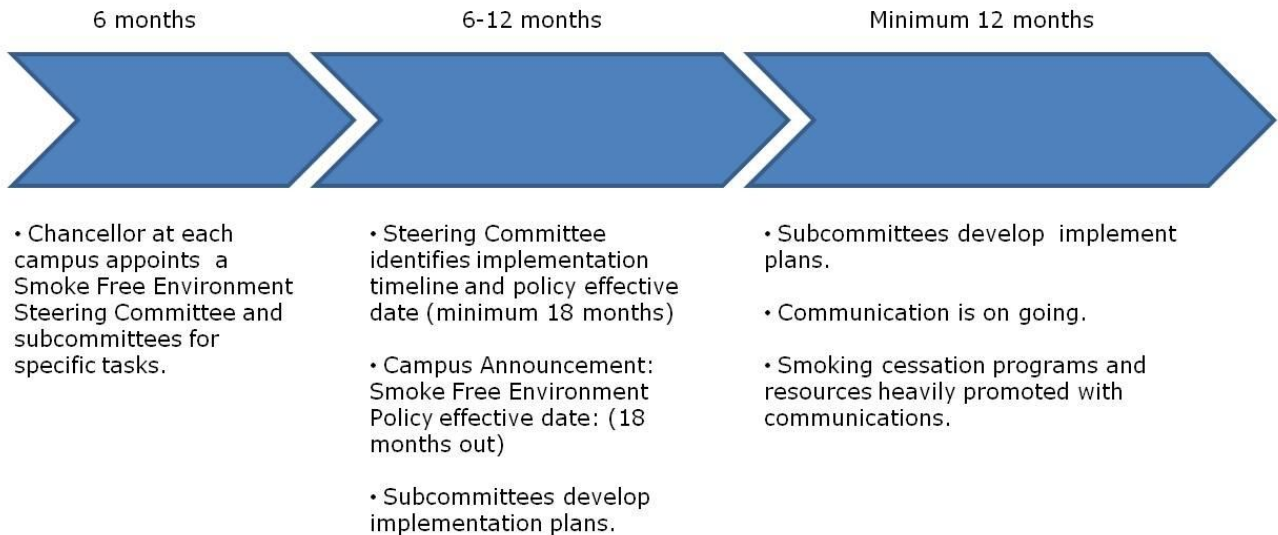 6 months
6-12 months
Minimum 12 months
• Chancellor at each
campus appoints a
Smoke Free Environment
Steering Committee and
subcommittees for
specific tasks.
• Steering Committee
identifies implementation
timeline and policy effective
date (minimum 18 months)
• Campus Announcement:
Smoke Free Environment
Policy effective date: (18
months out)
• Subcommittees develop
implementation plans.
• Subcommittees develop implement
plans.
• Communication is on going.
• Smoking cessation programs and
resources heavily promoted with
communications.